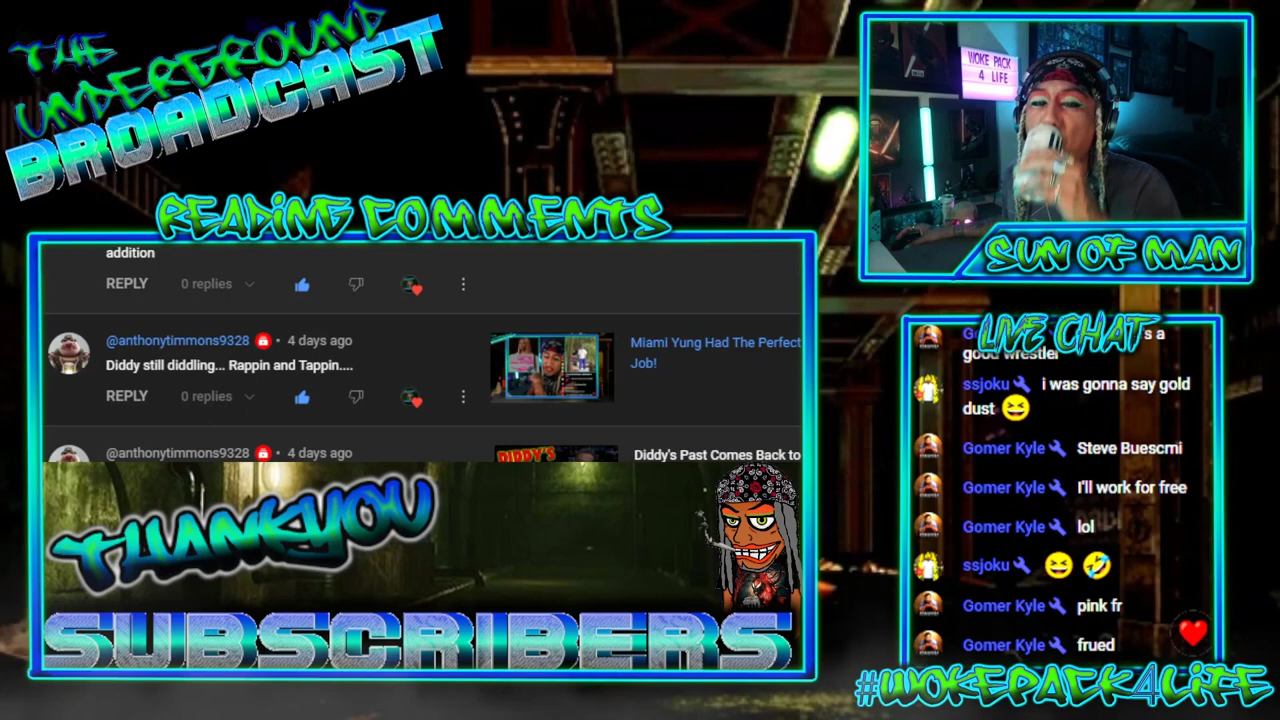 THE
UNDERGROUND
BROADCAST
WOKE PACK
4 LIFE
SUN OF MAN
READING COMMENTS
addition
REPLY 0 replies
@anthonytimmons9328 • 4 days ago
Diddy still diddling... Rappin and Tappin....
REPLY 0 replies
Miami Yung Had The Perfect
Job!
@anthonytimmons9328 • 4 days ago
DIDDY'S
Diddy's Past Comes Back to
THANKYOU
SUBSCRIBERS
LIVE CHAT
s a
good wrestler
ssjoku i was gonna say gold
dust 😆
Gomer Kyle Steve Buescmi
Gomer Kyle I'll work for free
Gomer Kyle lol
ssjoku 😆 🤣
Gomer Kyle pink fr
Gomer Kyle frued
#WOKEPACK4LIFE